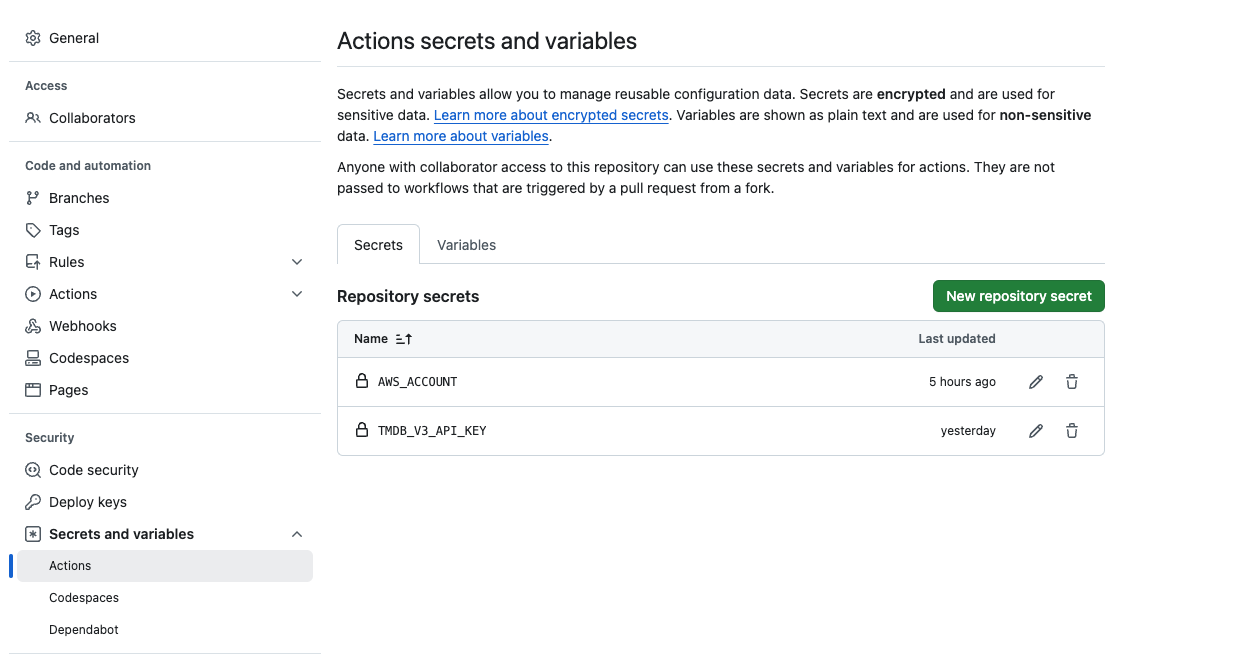 General
Access
Collaborators
Code and automation
Branches
Tags
Rules
Actions
Webhooks
Codespaces
Pages
Security
Code security
Deploy keys
Secrets and variables
Actions
Codespaces
Dependabot
Actions secrets and variables
Secrets and variables allow you to manage reusable configuration data. Secrets are encrypted and are used for
sensitive data. Learn more about encrypted secrets. Variables are shown as plain text and are used for non-sensitive
data. Learn more about variables.
Anyone with collaborator access to this repository can use these secrets and variables for actions. They are not
passed to workflows that are triggered by a pull request from a fork.
Secrets Variables
Repository secrets New repository secret
Name Last updated
AWS_ACCOUNT 5 hours ago
TMDB_V3_API_KEY yesterday